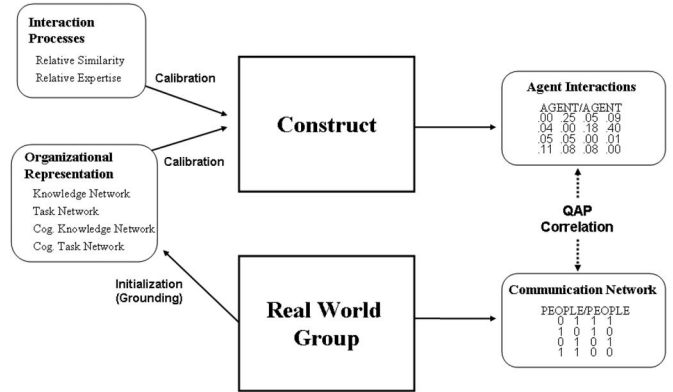 Interaction
Processes
Relative Similarity
Relative Expertise
Calibration
Construct
Agent Interactions
AGENT/AGENT
.00 .25 .05 .09
.04 .00 .18 .40
.05 .05 .00 .01
.11 .08 .08 .00
Organizational
Representation
Knowledge Network
Task Network
Cog. Knowledge Network
Cog. Task Network
Calibration
QAP
Correlation
Initialization
(Grounding)
Real World
Group
Communication Network
PEOPLE/PEOPLE
0 1 1 1
1 0 1 0
0 1 0 1
1 1 0 0